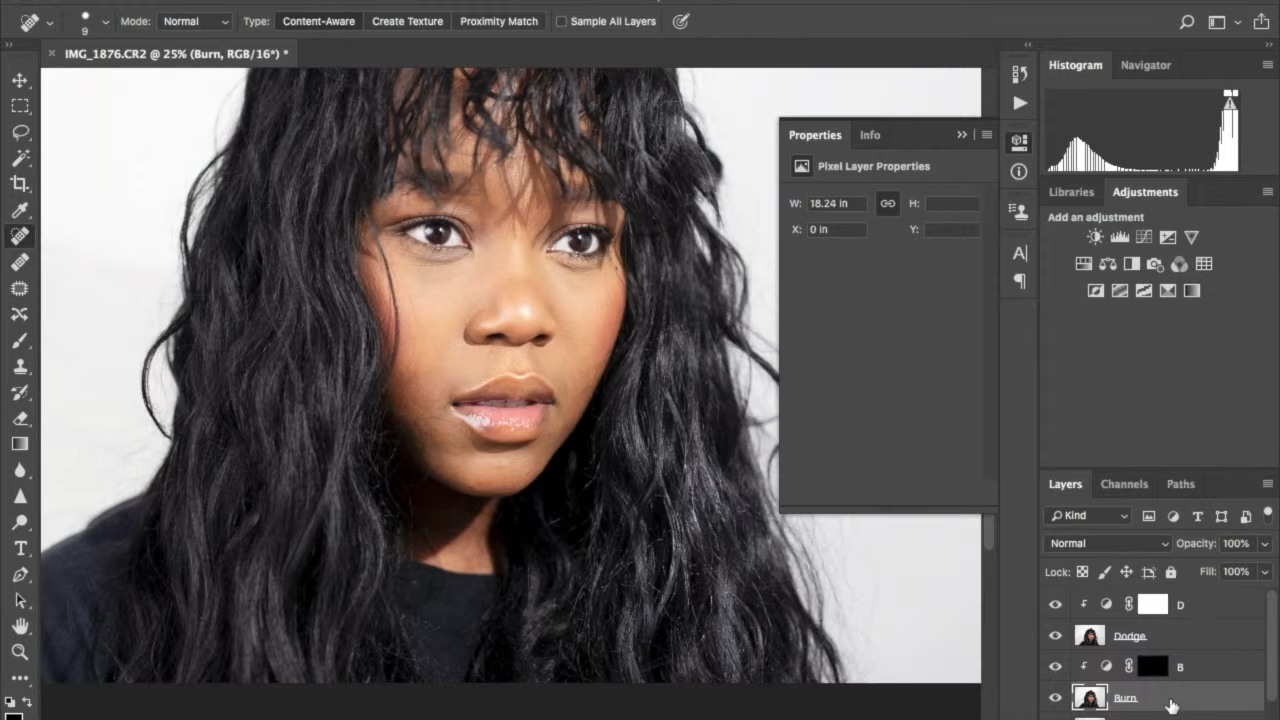 Mode: Normal Type: Content-Aware Create Texture Proximity Match Sample All Layers
9
IMG_1876.CR2 @ 25% (Burn, RGB/16*) *
Histogram Navigator
Properties Info
Pixel Layer Properties
W: 18.24 in H:
X: 0 in Y:
Libraries Adjustments
Add an adjustment
Layers Channels Paths
Kind
Normal Opacity: 100%
Lock: Fill: 100%
D
Dodge
B
Burn